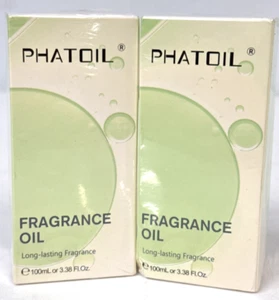 PHATOIL®
FRAGRANCE
OIL
Long-lasting Fragrance
℮ 100mL or 3.38 Fl.Oz.
PHATOIL®
FRAGRANCE
OIL
Long-lasting Fragrance
℮ 100mL or 3.38 Fl.Oz.